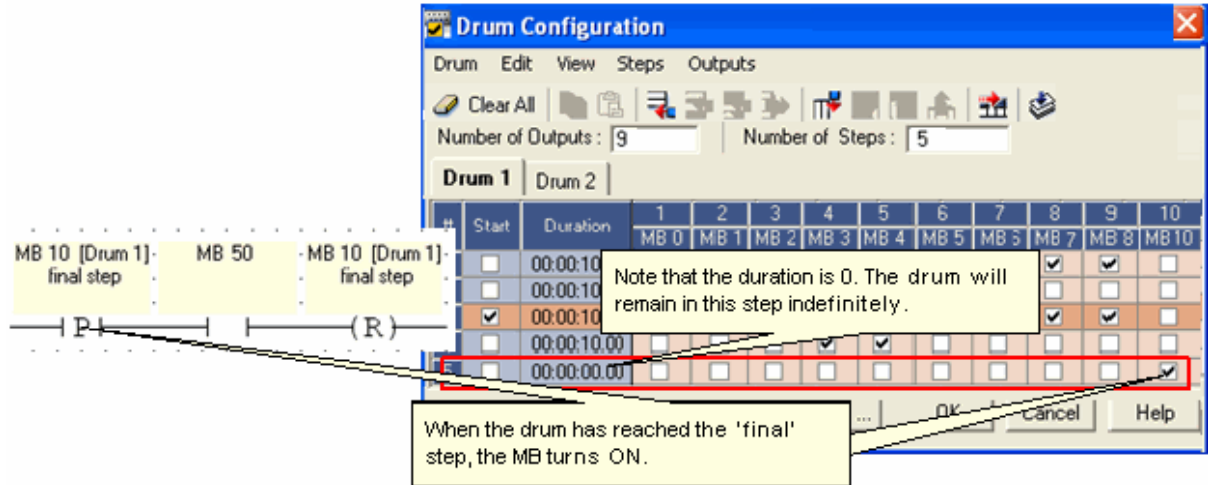 Drum Configuration
Drum Edit View Steps Outputs
Clear All
Number of Outputs : 9 Number of Steps : 5
Drum 1 Drum 2
# Start Duration 1 2 3 4 5 6 7 8 9 10
MB 0 MB 1 MB 2 MB 3 MB 4 MB 5 MB MB 7 MB 8 MB10
00:00:10
00:00:10
00:00:10
00:00:10.00
5 00:00:00.00
Note that the duration is 0. The drum will
remain in this step indefinitely.
MB 10 [Drum 1] MB 50 MB 10 [Drum 1]
final step final step
P (R)
... OK Cancel Help
When the drum has reached the 'final'
step, the MB turns ON.